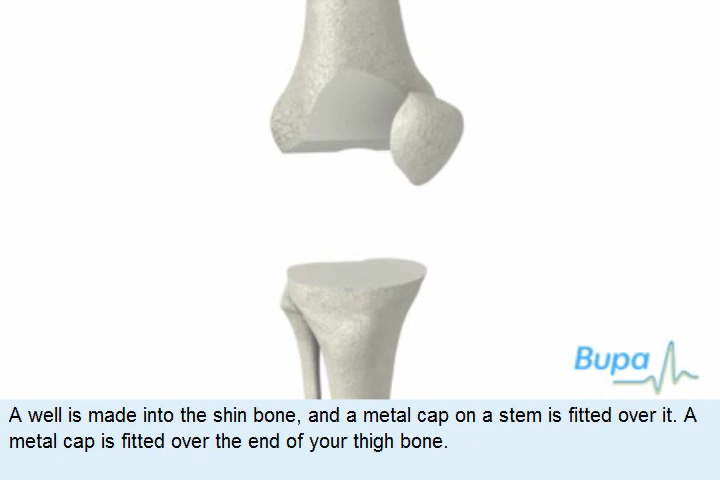 Bupa
A well is made into the shin bone, and a metal cap on a stem is fitted over it. A
metal cap is fitted over the end of your thigh bone.